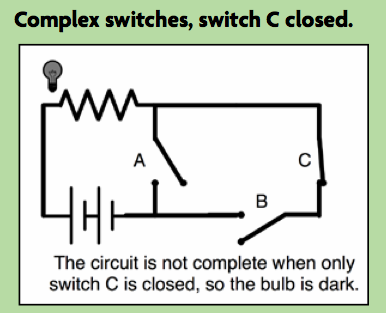 Complex switches, switch C closed.
A
C
B
The circuit is not complete when only
switch C is closed, so the bulb is dark.